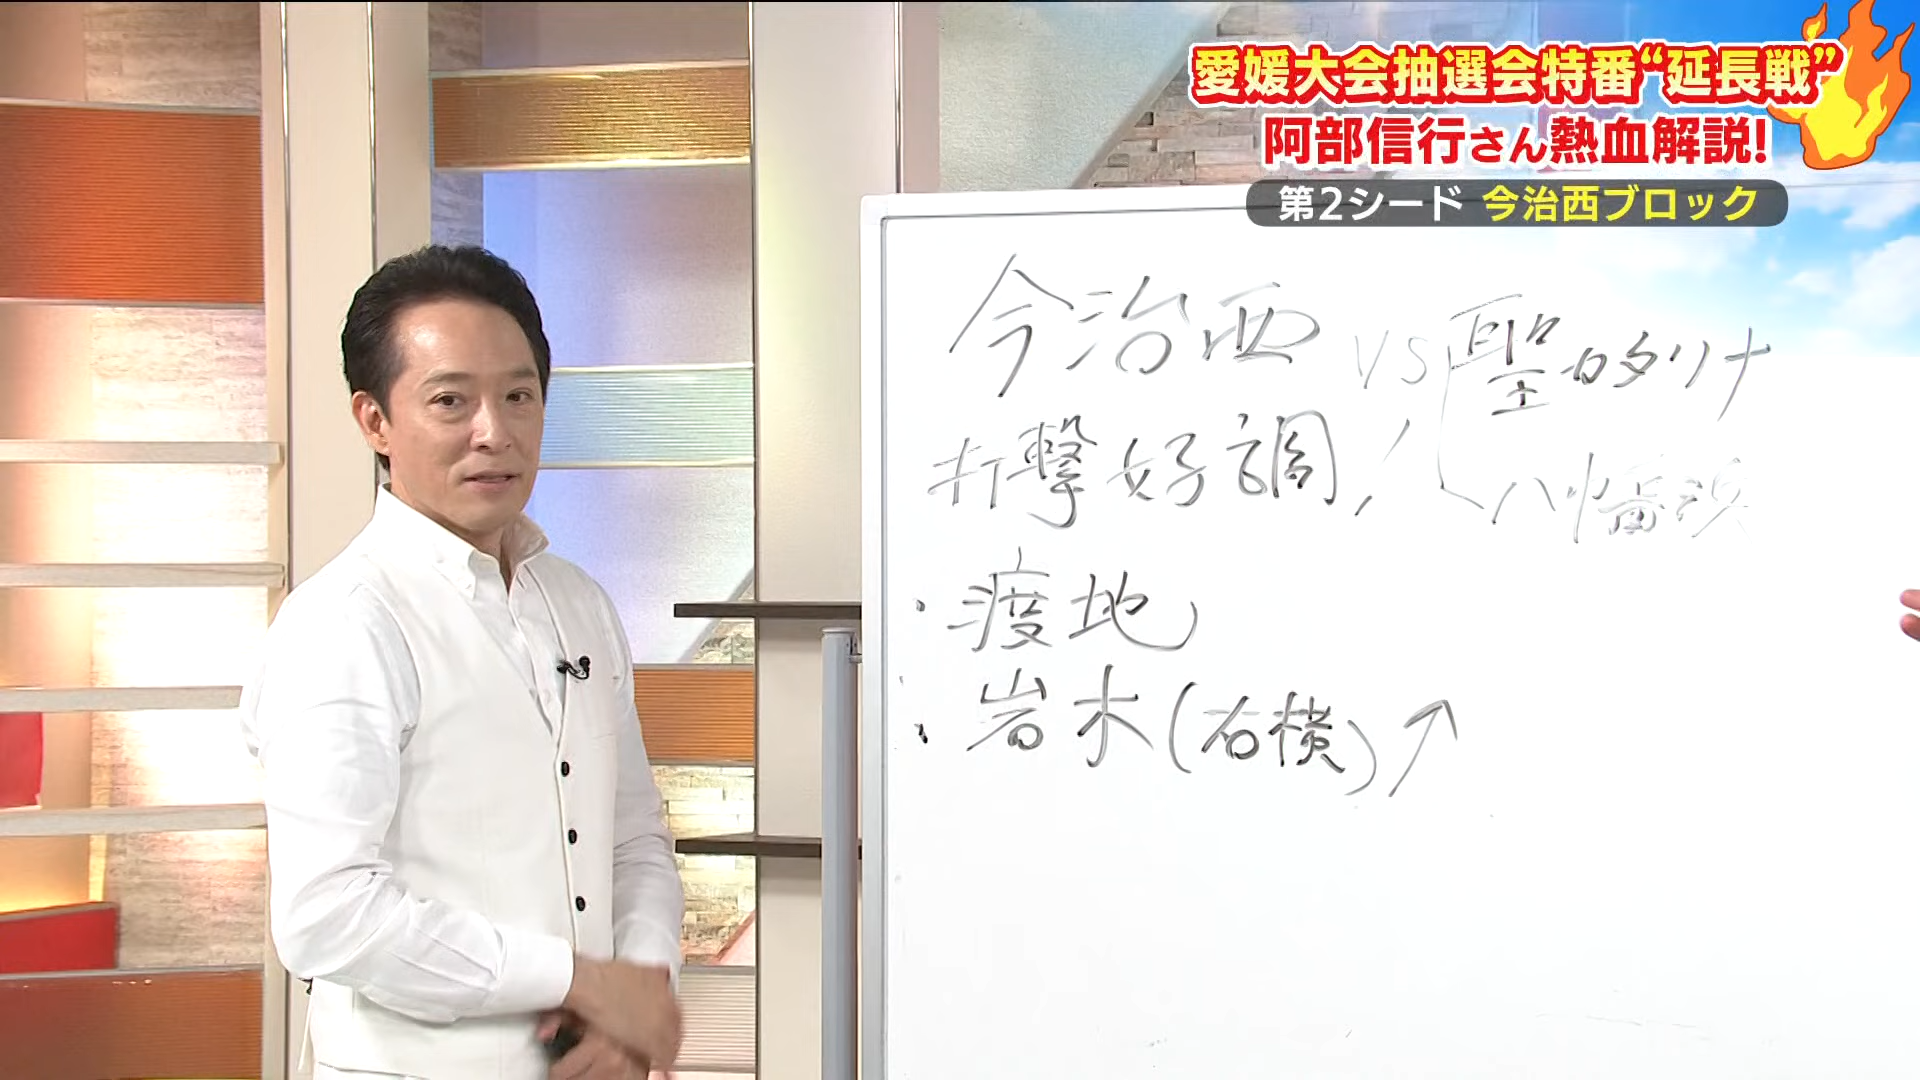 愛媛大会抽選会特番“延長戦”
阿部信行さん熱血解説!
第2シード 今治西ブロック
今治西 VS 聖カタリナ
打撃好調, 八幡浜
・渡地
・岩木(石横)↗